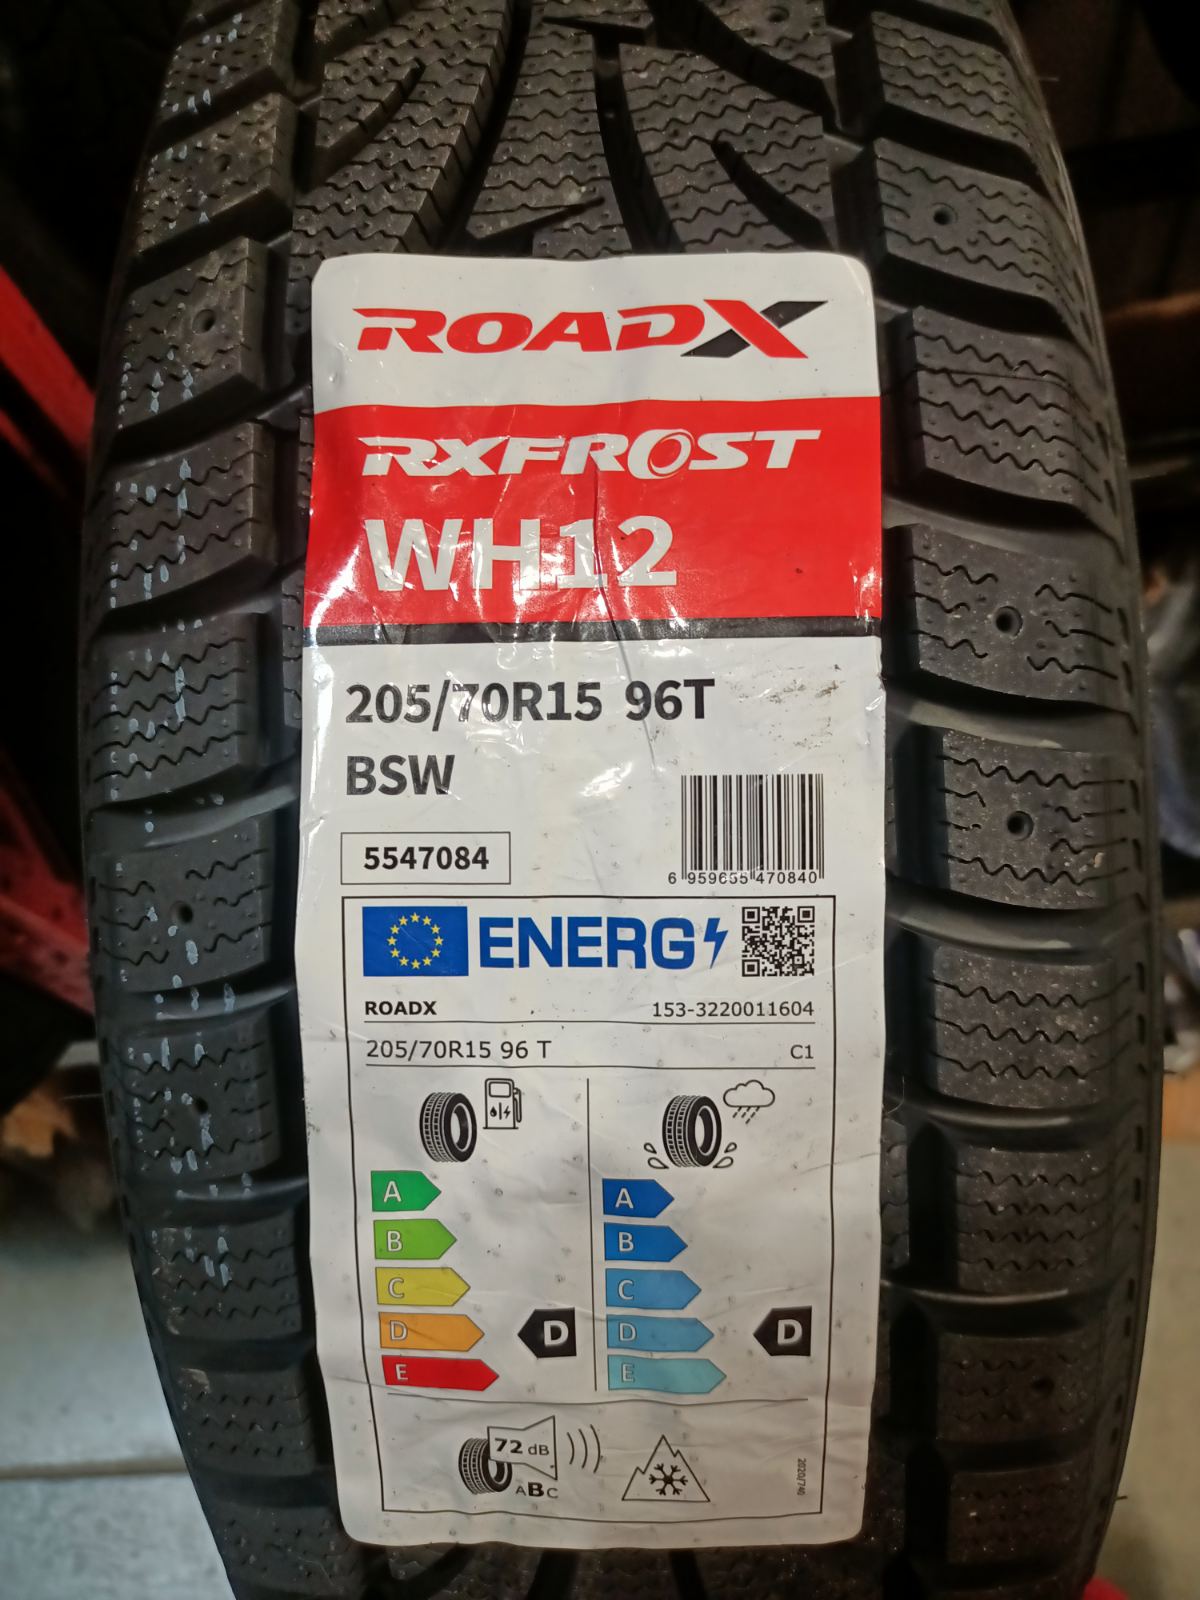 ROADX
RXFROST
WH12
205/70R15 96T
BSW
5547084
6 959655 470840
ENERG
ROADX 153-3220011604
205/70R15 96 T C1
A A
B B
C C
D D D D
E E
72 dB
ABC
2020/740